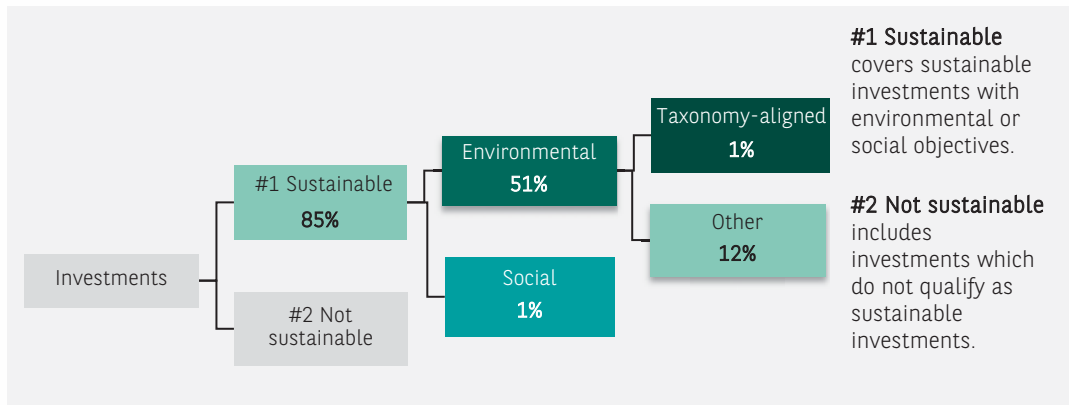 Investments
#1 Sustainable
85%
#2 Not
sustainable
Environmental
51%
Social
1%
Taxonomy-aligned
1%
Other
12%
#1 Sustainable
covers sustainable
investments with
environmental or
social objectives.
#2 Not sustainable
includes
investments which
do not qualify as
sustainable
investments.